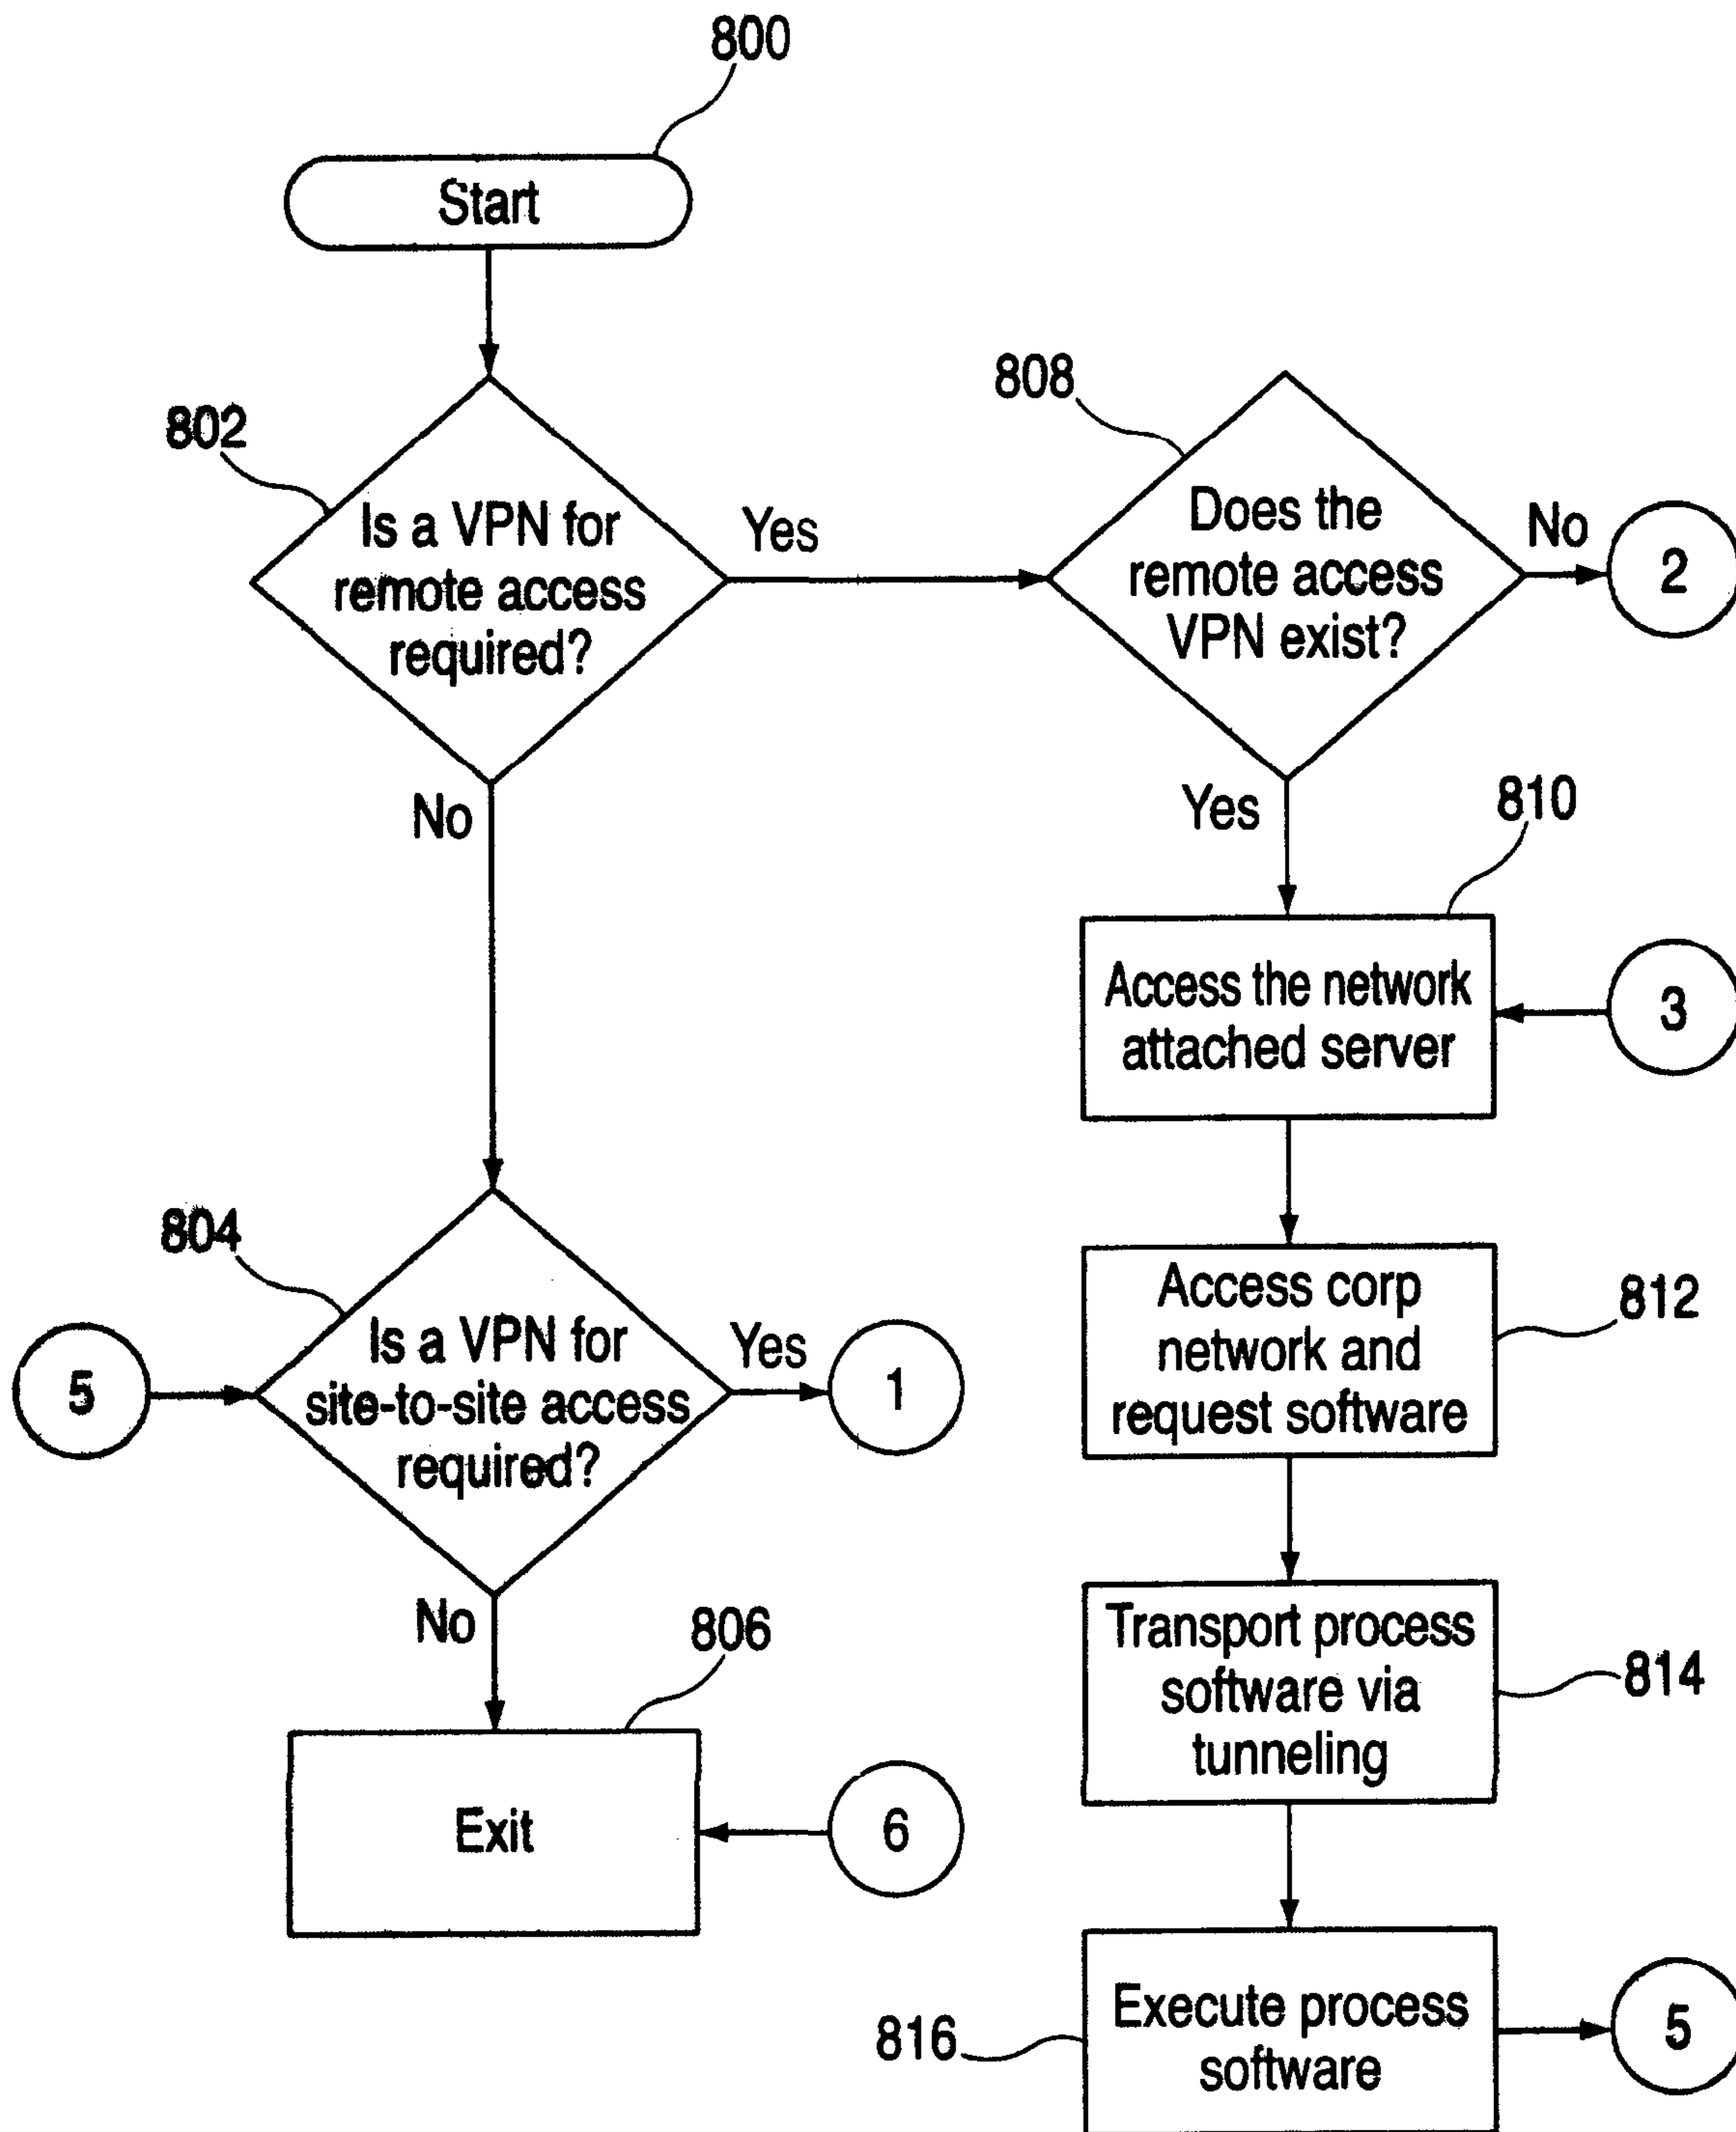 800
Start
802
Is a VPN for
remote access
required?
Yes
No
808
Does the
remote access
VPN exist?
No
2
Yes
810
Access the network
attached server
3
804
5
Is a VPN for
site-to-site access
required?
Yes
1
No
812
Access corp
network and
request software
806
Exit
6
814
Transport process
software via
tunneling
816
Execute process
software
5